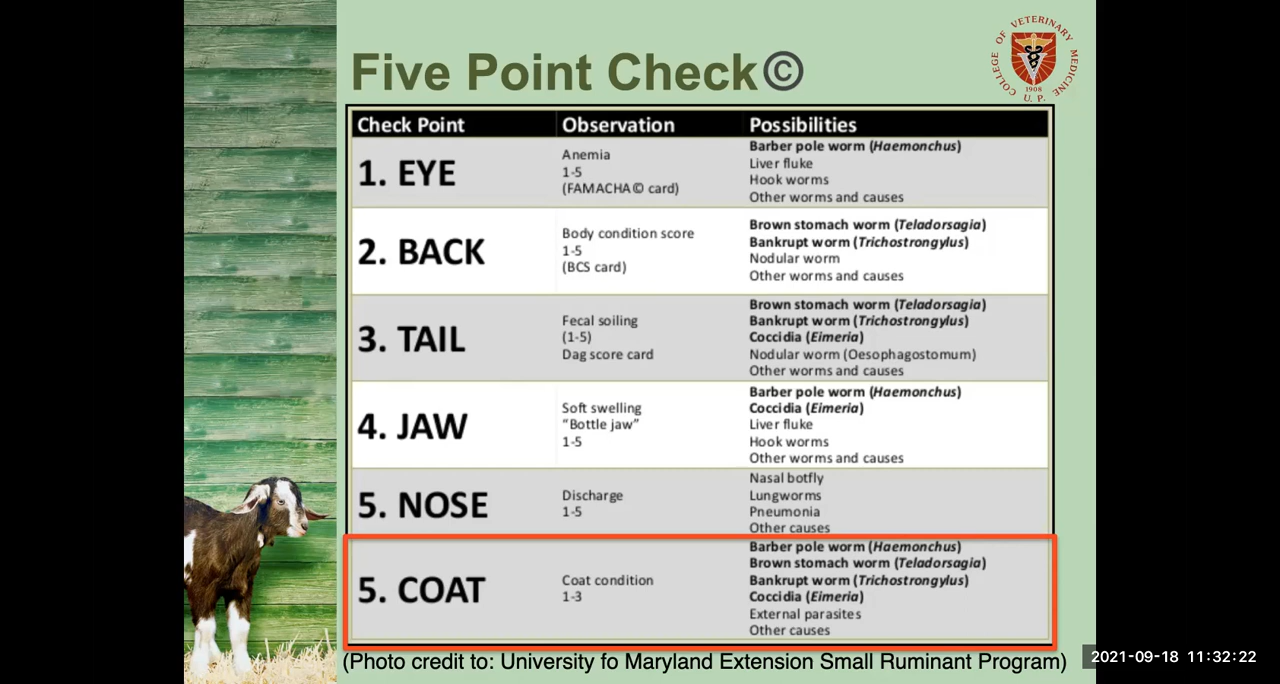 Five Point Check©
COLLEGE OF VETERINARY MEDICINE
1908
U. P.
Check Point Observation Possibilities
1. EYE
Anemia
1-5
(FAMACHA© card)
Barber pole worm (Haemonchus)
Liver fluke
Hook worms
Other worms and causes
2. BACK
Body condition score
1-5
(BCS card)
Brown stomach worm (Teladorsagia)
Bankrupt worm (Trichostrongylus)
Nodular worm
Other worms and causes
3. TAIL
Fecal soiling
(1-5)
Dag score card
Brown stomach worm (Teladorsagia)
Bankrupt worm (Trichostrongylus)
Coccidia (Eimeria)
Nodular worm (Oesophagostomum)
Other worms and causes
4. JAW
Soft swelling
“Bottle jaw”
1-5
Barber pole worm (Haemonchus)
Coccidia (Eimeria)
Liver fluke
Hook worms
Other worms and causes
5. NOSE
Discharge
1-5
Nasal botfly
Lungworms
Pneumonia
Other causes
5. COAT
Coat condition
1-3
Barber pole worm (Haemonchus)
Brown stomach worm (Teladorsagia)
Bankrupt worm (Trichostrongylus)
Coccidia (Eimeria)
External parasites
Other causes
(Photo credit to: University fo Maryland Extension Small Ruminant Program)
2021-09-18 11:32:22